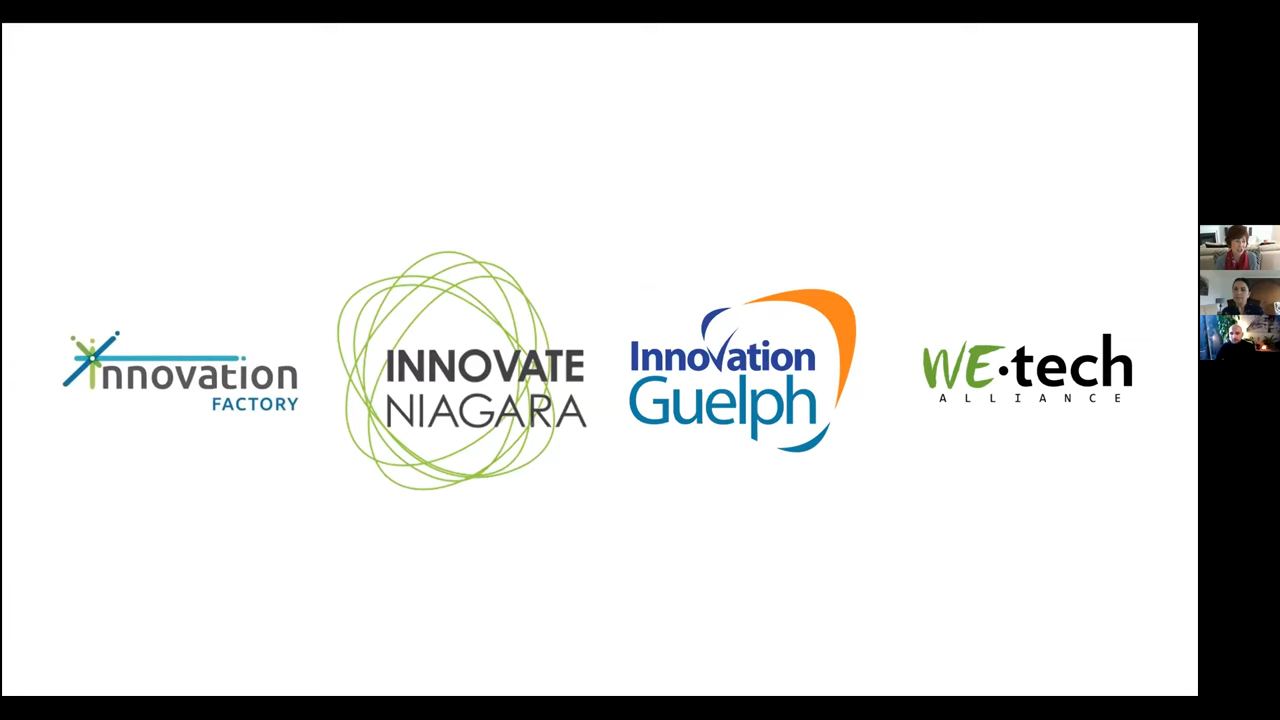 innovation
FACTORY
INNOVATE
NIAGARA
Innovation
Guelph
WE·tech
ALLIANCE